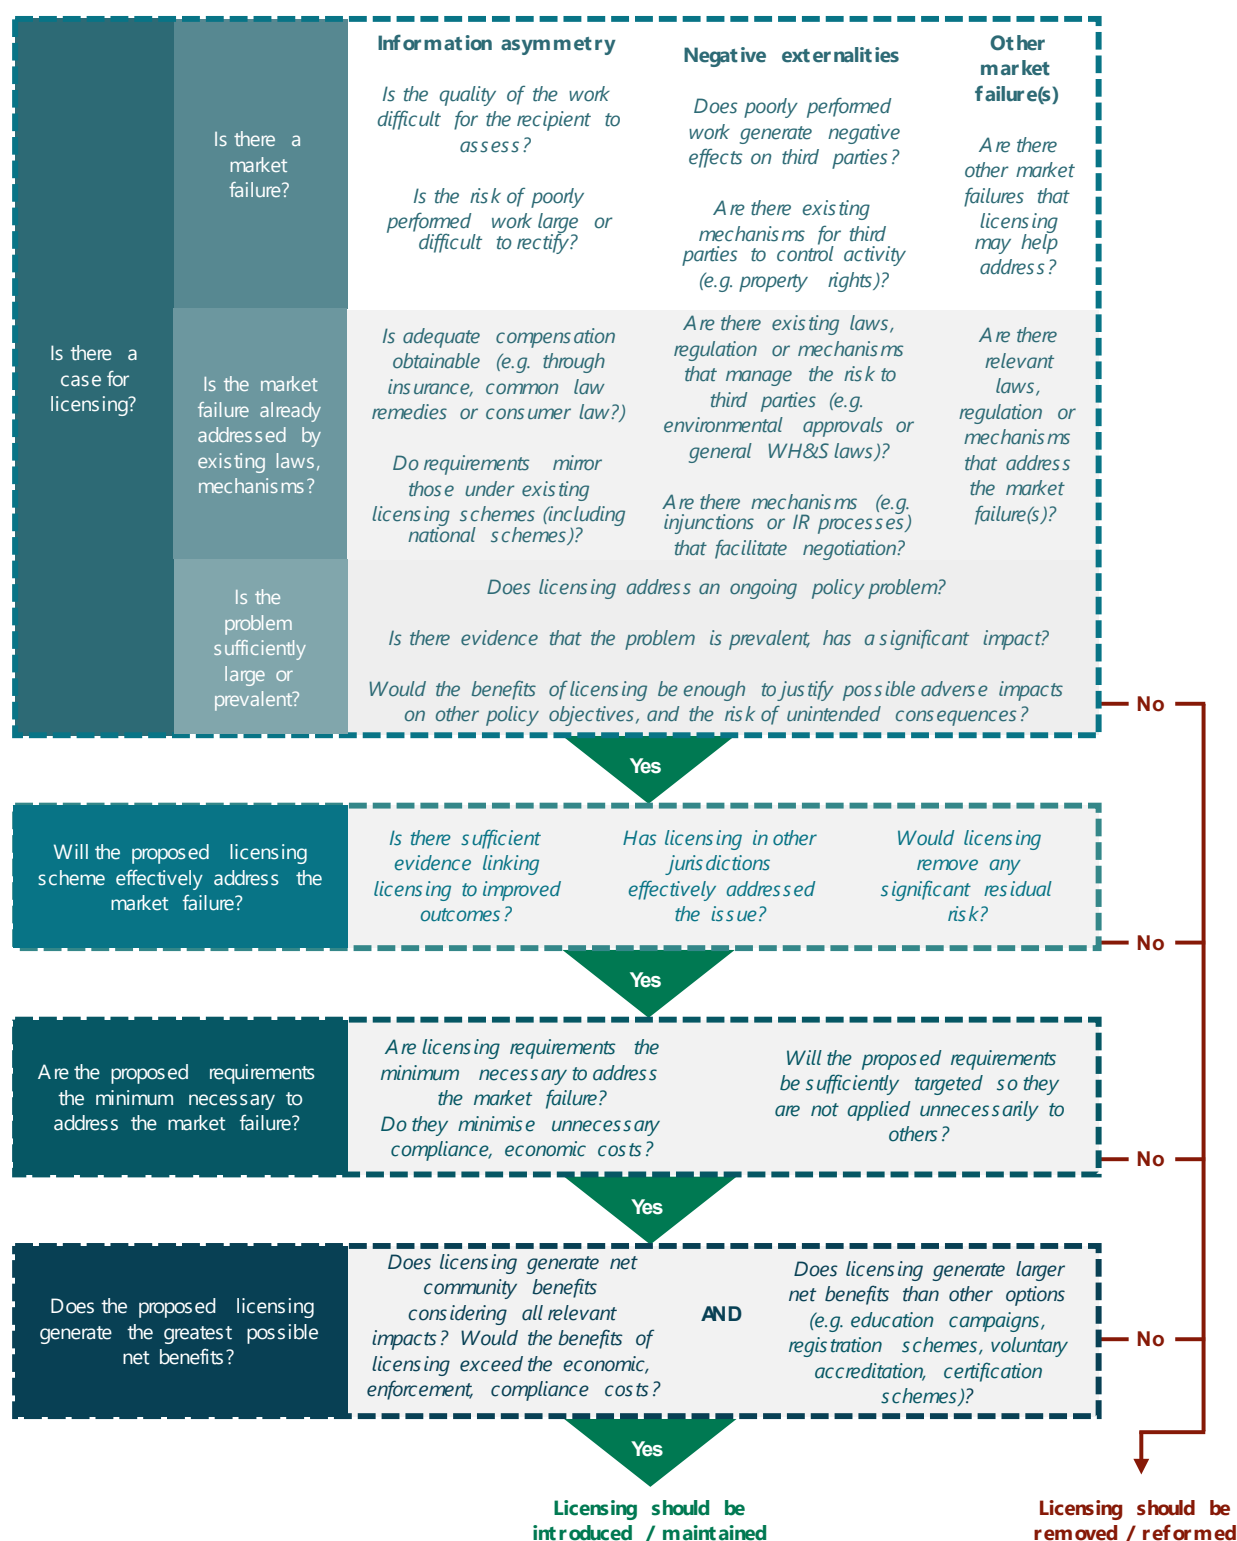 Is there a
case for
licensing?
Is there a
market
failure?
Information asymmetry
Is the quality of the work
difficult for the recipient to
assess?
Is the risk of poorly
performed work large or
difficult to rectify?
Negative externalities
Does poorly performed
work generate negative
effects on third parties?
Are there existing
mechanisms for third
parties to control activity
(e.g. property rights)?
Other
market
failure(s)
Are there
other market
failures that
licensing
may help
address?
Is the market
failure already
addressed by
existing laws,
mechanisms?
Is adequate compensation
obtainable (e.g. through
insurance, common law
remedies or consumer law?)
Do requirements mirror
those under existing
licensing schemes (including
national schemes)?
Are there existing laws,
regulation or mechanisms
that manage the risk to
third parties (e.g.
environmental approvals or
general WH&S laws)?
Are there mechanisms (e.g.
injunctions or IR processes)
that facilitate negotiation?
Are there
relevant
laws,
regulation or
mechanisms
that address
the market
failure(s)?
Is the
problem
sufficiently
large or
prevalent?
Does licensing address an ongoing policy problem?
Is there evidence that the problem is prevalent, has a significant impact?
Would the benefits of licensing be enough to justify possible adverse impacts
on other policy objectives, and the risk of unintended consequences?
No
Yes
Will the proposed licensing
scheme effectively address the
market failure?
Is there sufficient
evidence linking
licensing to improved
outcomes?
Has licensing in other
jurisdictions
effectively addressed
the issue?
Would licensing
remove any
significant residual
risk?
No
Yes
Are the proposed requirements
the minimum necessary to
address the market failure?
Are licensing requirements the
minimum necessary to address
the market failure?
Do they minimise unnecessary
compliance, economic costs?
Will the proposed requirements
be sufficiently targeted so they
are not applied unnecessarily to
others?
No
Yes
Does the proposed licensing
generate the greatest possible
net benefits?
Does licensing generate net
community benefits
considering all relevant
impacts? Would the benefits of
licensing exceed the economic,
enforcement, compliance costs?
AND
Does licensing generate larger
net benefits than other options
(e.g. education campaigns,
registration schemes, voluntary
accreditation, certification
schemes)?
No
Yes
Licensing should be
introduced / maintained
Licensing should be
removed / reformed